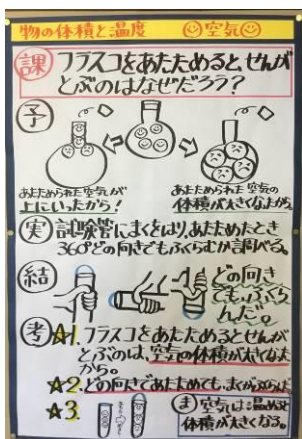 物の体積と温度 空気
課 フラスコをあたためると、せんが
とぶのはなぜだろう?
予
あたためられた空気が
上にいったから!
あたためられた空気の
体積が大きくなったから。
実 試験管にまくをはり、あたためたとき
360°どの向きでもふくらむか調べる。
結 どの向き
でも、ふくら
んだ。
考 ☆1. フラスコをあたためるとせんが
とぶのは、空気の体積が大きくなった
から。
☆2. どの向きであたためても、まくがふくらんだ
☆3
ま 空気は温めると
体積が大きくなる。